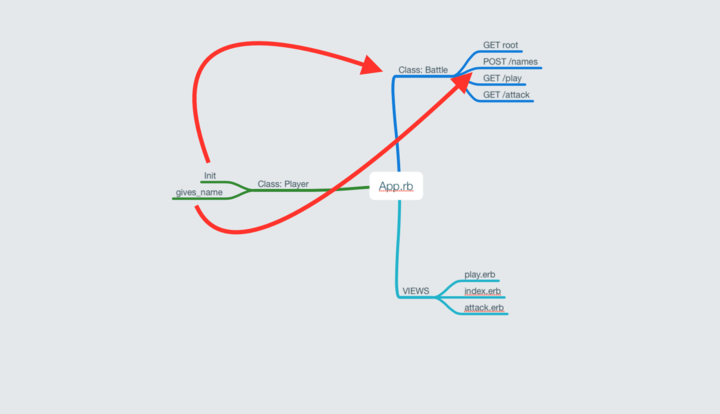 GET root
Class: Battle
POST /names
GET /play
GET /attack
Init
Class: Player
gives_name
App.rb
play.erb
VIEWS
index.erb
attack.erb